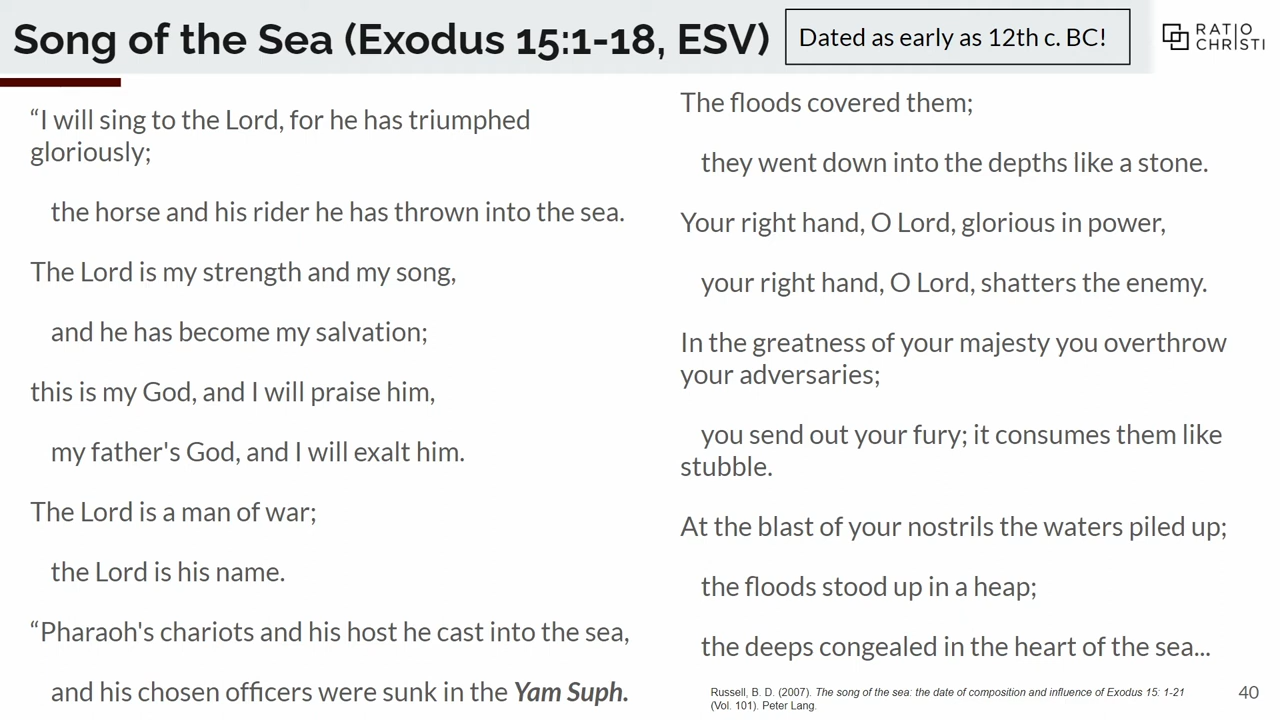 Song of the Sea (Exodus 15:1-18, ESV)
Dated as early as 12th c. BC!
RATIO
CHRISTI
“I will sing to the Lord, for he has triumphed
gloriously;
the horse and his rider he has thrown into the sea.
The Lord is my strength and my song,
and he has become my salvation;
this is my God, and I will praise him,
my father's God, and I will exalt him.
The Lord is a man of war;
the Lord is his name.
“Pharaoh's chariots and his host he cast into the sea,
and his chosen officers were sunk in the Yam Suph.
The floods covered them;
they went down into the depths like a stone.
Your right hand, O Lord, glorious in power,
your right hand, O Lord, shatters the enemy.
In the greatness of your majesty you overthrow
your adversaries;
you send out your fury; it consumes them like
stubble.
At the blast of your nostrils the waters piled up;
the floods stood up in a heap;
the deeps congealed in the heart of the sea...
Russell, B. D. (2007). The song of the sea: the date of composition and influence of Exodus 15: 1-21
(Vol. 101). Peter Lang.
40